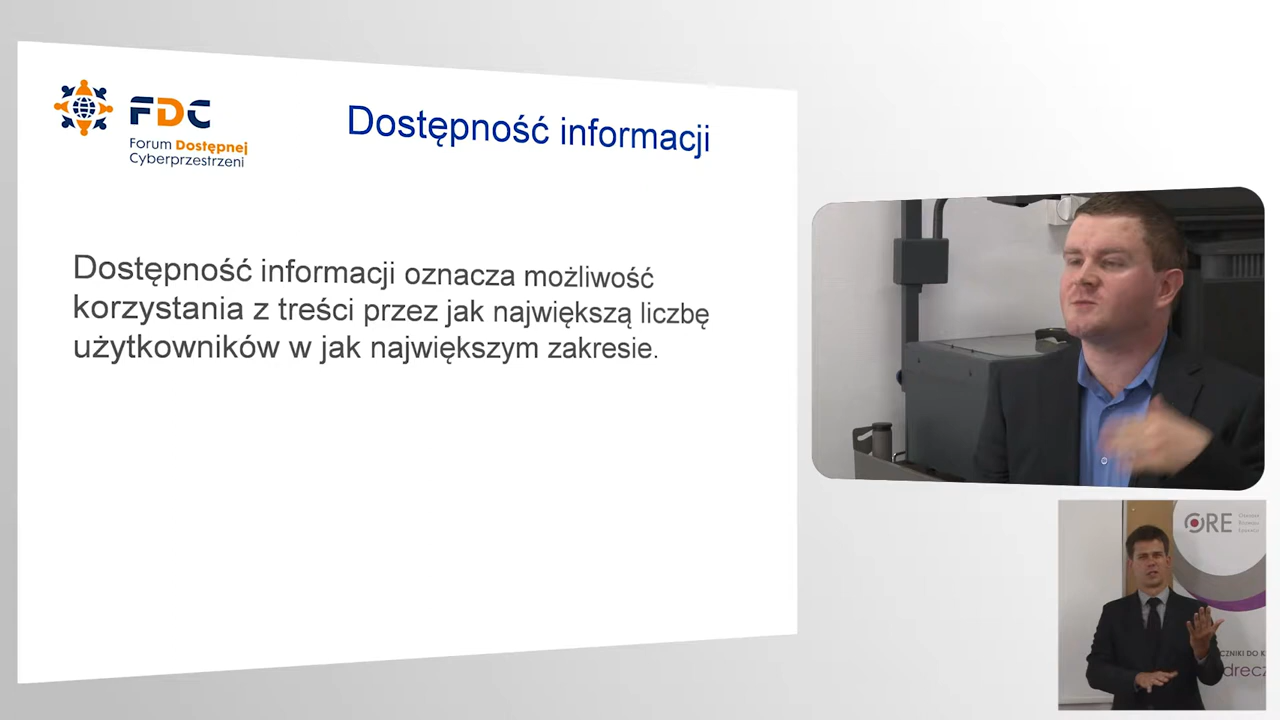 FDC
Forum Dostępnej
Cyberprzestrzeni
Dostępność informacji
Dostępność informacji oznacza możliwość
korzystania z treści przez jak największą liczbę
użytkowników w jak największym zakresie.
ORE